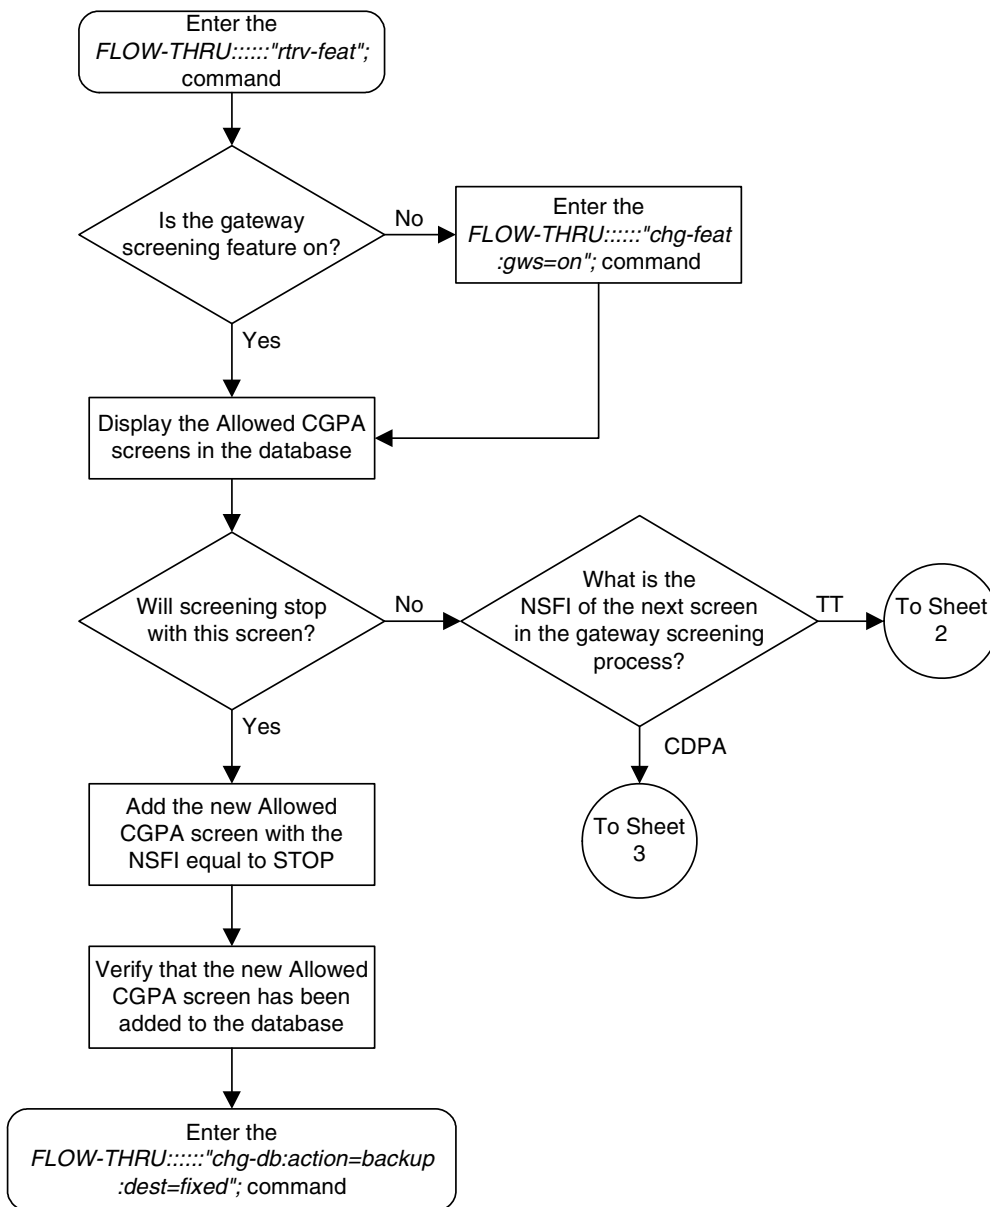 Enter the
FLOW-THRU::::::"rtrv-feat";
command
Is the gateway
screening feature on?
No
Enter the
FLOW-THRU::::::"chg-feat
:gws=on"; command
Yes
Display the Allowed CGPA
screens in the database
Will screening stop
with this screen?
No
What is the
NSFI of the next screen
in the gateway screening
process?
TT
To Sheet
2
Yes
CDPA
To Sheet
3
Add the new Allowed
CGPA screen with the
NSFI equal to STOP
Verify that the new Allowed
CGPA screen has been
added to the database
Enter the
FLOW-THRU::::::"chg-db:action=backup
:dest=fixed"; command